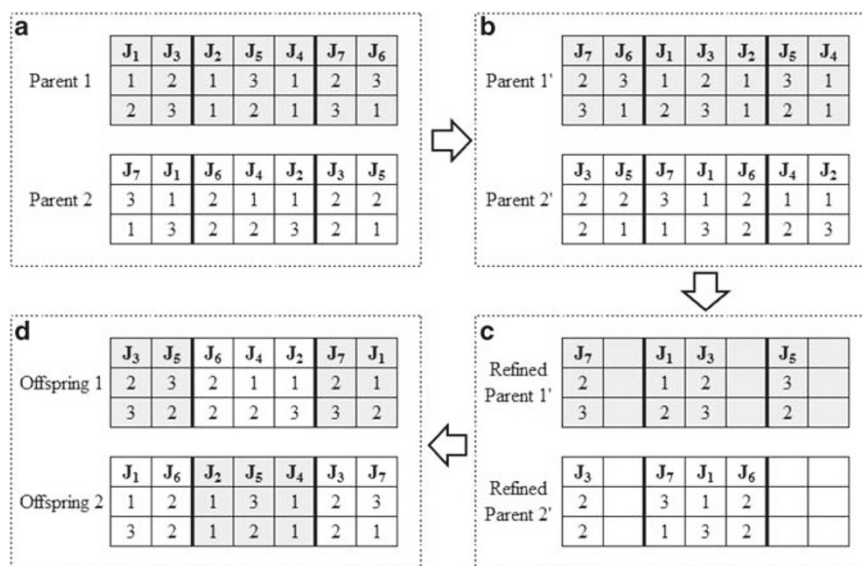 a
Parent 1
J1 J3 J2 J5 J4 J7 J6
1 2 1 3 1 2 3
2 3 1 2 1 3 1
Parent 2
J7 J1 J6 J4 J2 J3 J5
3 1 2 1 1 2 2
1 3 2 2 3 2 1
b
Parent 1'
J7 J6 J1 J3 J2 J5 J4
2 3 1 2 1 3 1
3 1 2 3 1 2 1
Parent 2'
J3 J5 J7 J1 J6 J4 J2
2 2 3 1 2 1 1
2 1 1 3 2 2 3
d
Offspring 1
J3 J5 J6 J4 J2 J7 J1
2 3 2 1 1 2 1
3 2 2 2 3 3 2
Offspring 2
J1 J6 J2 J5 J4 J3 J7
1 2 1 3 1 2 3
3 2 1 2 1 2 1
c
Refined
Parent 1'
J7 J1 J3 J5
2 1 2 3
3 2 3 2
Refined
Parent 2'
J3 J7 J1 J6
2 3 1 2
2 1 3 2